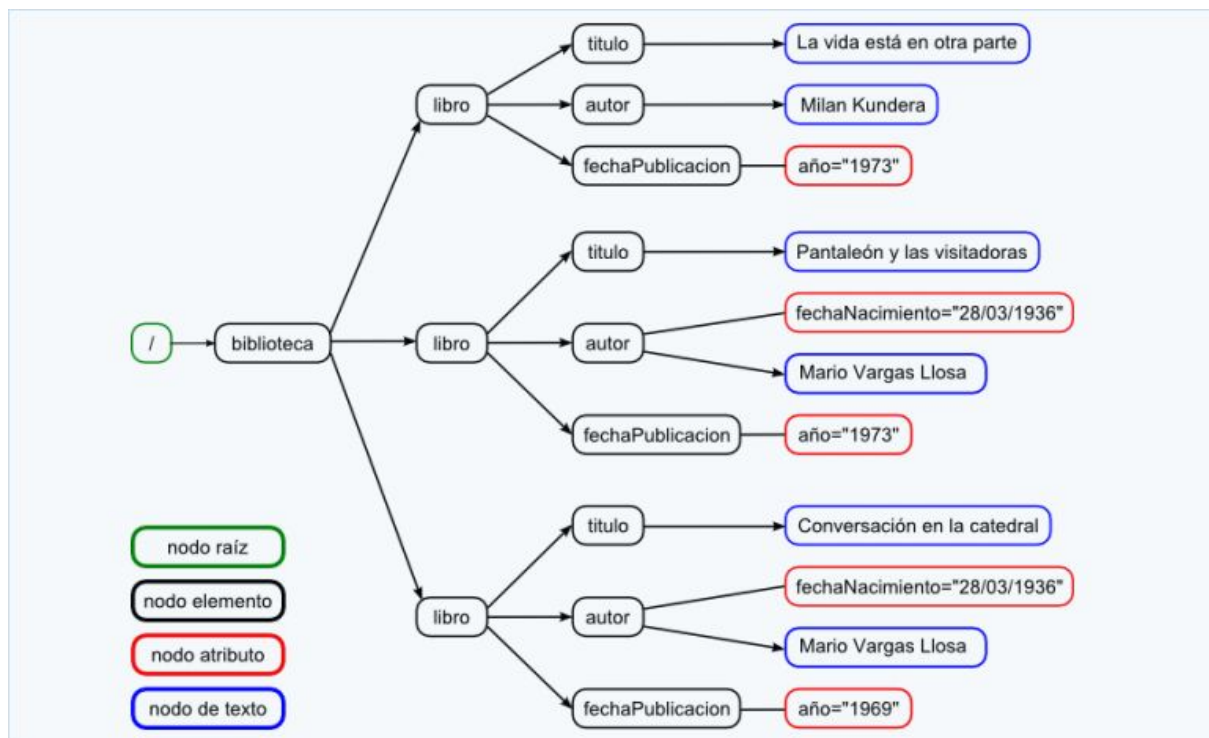 titulo
La vida está en otra parte
libro
autor
Milan Kundera
fechaPublicacion
año="1973"
titulo
Pantaleón y las visitadoras
fechaNacimiento="28/03/1936"
/
biblioteca
libro
autor
Mario Vargas Llosa
fechaPublicacion
año="1973"
titulo
Conversación en la catedral
fechaNacimiento="28/03/1936"
libro
autor
Mario Vargas Llosa
fechaPublicacion
año="1969"
nodo raíz
nodo elemento
nodo atributo
nodo de texto